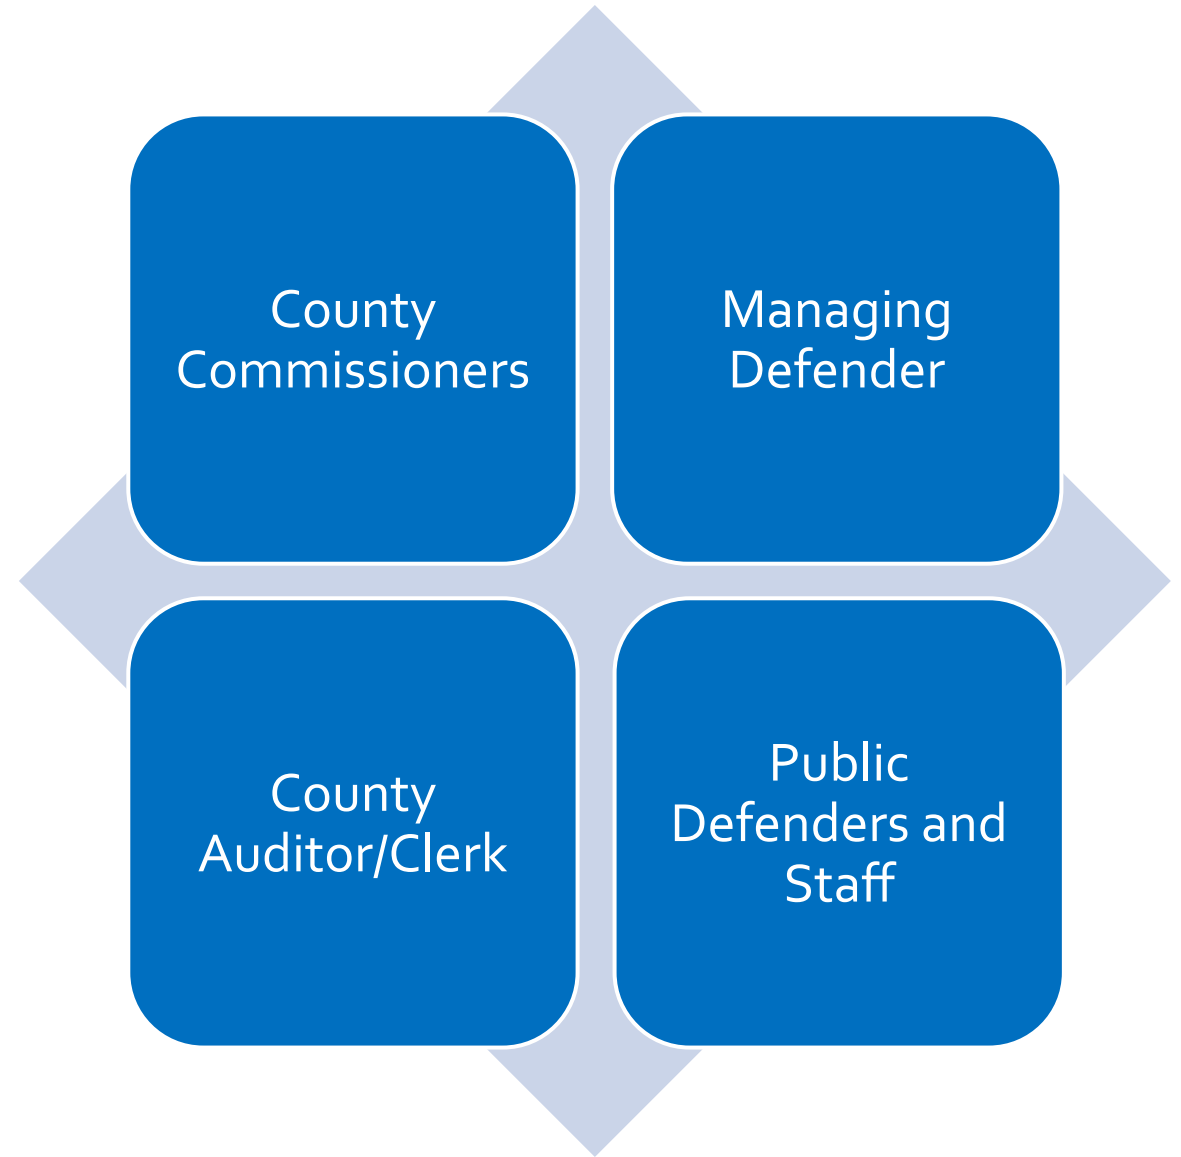 County
Commissioners
Managing
Defender
County
Auditor/Clerk
Public
Defenders and
Staff